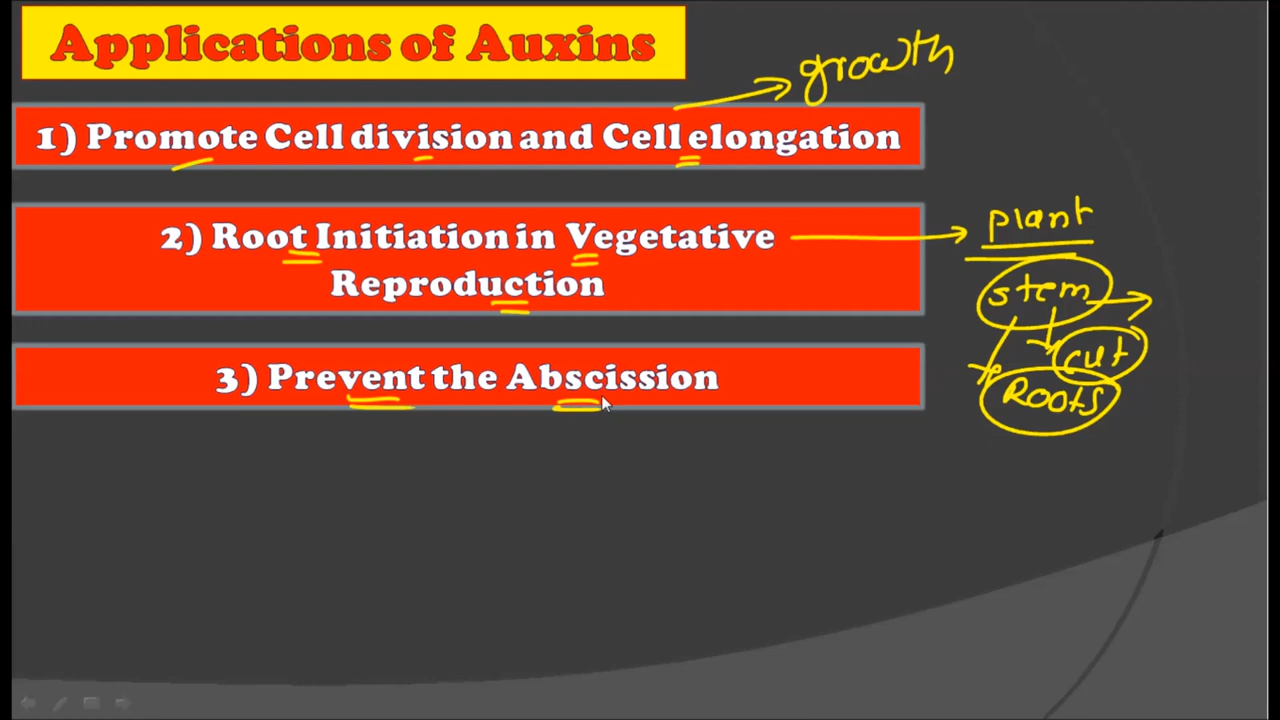 Applications of Auxins
growth
1) Promote Cell division and Cell elongation
2) Root Initiation in Vegetative
Reproduction
plant
stem
cut
Roots
3) Prevent the Abscission